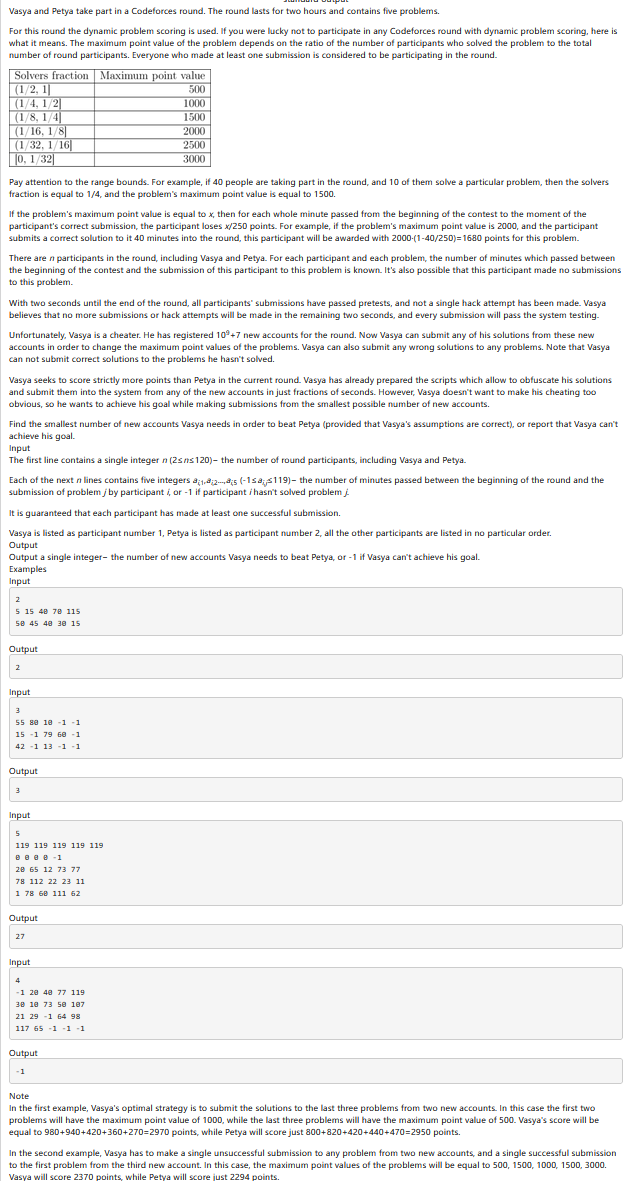 Vasya and Petya take part in a Codeforces round. The round lasts for two hours and contains five problems.
For this round the dynamic problem scoring is used. If you were lucky not to participate in any Codeforces round with dynamic problem scoring, here is
what it means. The maximum point value of the problem depends on the ratio of the number of participants who solved the problem to the total
number of round participants. Everyone who made at least one submission is considered to be participating in the round.
Solvers fraction Maximum point value
(1/2, 1] 500
(1/4, 1/2] 1000
(1/8, 1/4] 1500
(1/16, 1/8] 2000
(1/32, 1/16] 2500
[0, 1/32] 3000
Pay attention to the range bounds. For example, if 40 people are taking part in the round, and 10 of them solve a particular problem, then the solvers
fraction is equal to 1/4, and the problem's maximum point value is equal to 1500.
If the problem's maximum point value is equal to x, then for each whole minute passed from the beginning of the contest to the moment of the
participant's correct submission, the participant loses x/250 points. For example, if the problem's maximum point value is 2000, and the participant
submits a correct solution to it 40 minutes into the round, this participant will be awarded with 2000·(1-40/250)=1680 points for this problem.
There are n participants in the round, including Vasya and Petya. For each participant and each problem, the number of minutes which passed between
the beginning of the contest and the submission of this participant to this problem is known. It's also possible that this participant made no submissions
to this problem.
With two seconds until the end of the round, all participants' submissions have passed pretests, and not a single hack attempt has been made. Vasya
believes that no more submissions or hack attempts will be made in the remaining two seconds, and every submission will pass the system testing.
Unfortunately, Vasya is a cheater. He has registered 10⁹+7 new accounts for the round. Now Vasya can submit any of his solutions from these new
accounts in order to change the maximum point values of the problems. Vasya can also submit any wrong solutions to any problems. Note that Vasya
can not submit correct solutions to the problems he hasn't solved.
Vasya seeks to score strictly more points than Petya in the current round. Vasya has already prepared the scripts which allow to obfuscate his solutions
and submit them into the system from any of the new accounts in just fractions of seconds. However, Vasya doesn't want to make his cheating too
obvious, so he wants to achieve his goal while making submissions from the smallest possible number of new accounts.
Find the smallest number of new accounts Vasya needs in order to beat Petya (provided that Vasya's assumptions are correct), or report that Vasya can't
achieve his goal.
Input
The first line contains a single integer n (2≤n≤120)− the number of round participants, including Vasya and Petya.
Each of the next n lines contains five integers aᵢ₁,aᵢ₂...,aᵢ₅ (-1≤aᵢⱼ≤119)− the number of minutes passed between the beginning of the round and the
submission of problem j by participant i, or -1 if participant i hasn't solved problem j.
It is guaranteed that each participant has made at least one successful submission.
Vasya is listed as participant number 1, Petya is listed as participant number 2, all the other participants are listed in no particular order.
Output
Output a single integer− the number of new accounts Vasya needs to beat Petya, or -1 if Vasya can't achieve his goal.
Examples
Input
2
5 15 40 70 115
50 45 40 30 15
Output
2
Input
3
55 80 10 -1 -1
15 -1 79 60 -1
42 -1 13 -1 -1
Output
3
Input
5
119 119 119 119 119
0 0 0 0 -1
20 65 12 73 77
78 112 22 23 11
1 78 60 111 62
Output
27
Input
4
-1 20 40 77 119
30 10 73 50 107
21 29 -1 64 98
117 65 -1 -1 -1
Output
-1
Note
In the first example, Vasya's optimal strategy is to submit the solutions to the last three problems from two new accounts. In this case the first two
problems will have the maximum point value of 1000, while the last three problems will have the maximum point value of 500. Vasya's score will be
equal to 980+940+420+360+270=2970 points, while Petya will score just 800+820+420+440+470=2950 points.
In the second example, Vasya has to make a single unsuccessful submission to any problem from two new accounts, and a single successful submission
to the first problem from the third new account. In this case, the maximum point values of the problems will be equal to 500, 1500, 1000, 1500, 3000.
Vasya will score 2370 points, while Petya will score just 2294 points.